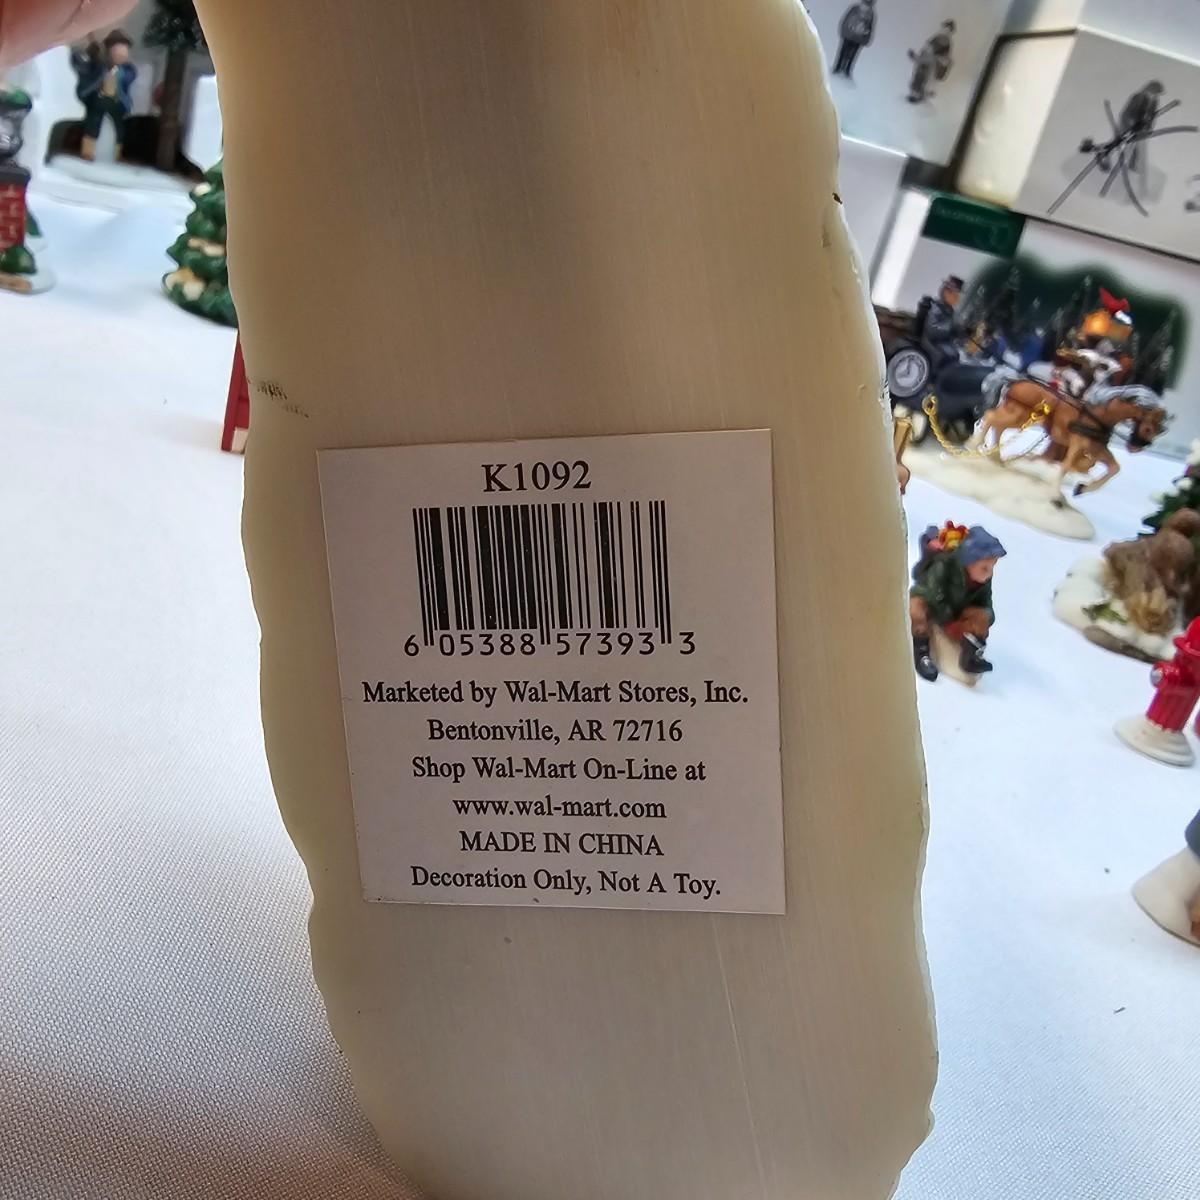 K1092
6 05388 57393 3
Marketed by Wal-Mart Stores, Inc.
Bentonville, AR 72716
Shop Wal-Mart On-Line at
www.wal-mart.com
MADE IN CHINA
Decoration Only, Not A Toy.